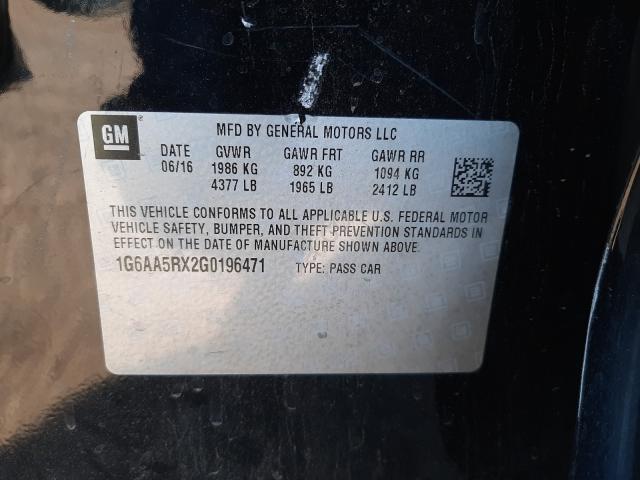 GM ® MFD BY GENERAL MOTORS LLC
DATE GVWR GAWR FRT GAWR RR
06/16 1986 KG 892 KG 1094 KG
4377 LB 1965 LB 2412 LB
THIS VEHICLE CONFORMS TO ALL APPLICABLE U.S. FEDERAL MOTOR
VEHICLE SAFETY, BUMPER, AND THEFT PREVENTION STANDARDS IN
EFFECT ON THE DATE OF MANUFACTURE SHOWN ABOVE.
1G6AA5RX2G0196471 TYPE: PASS CAR